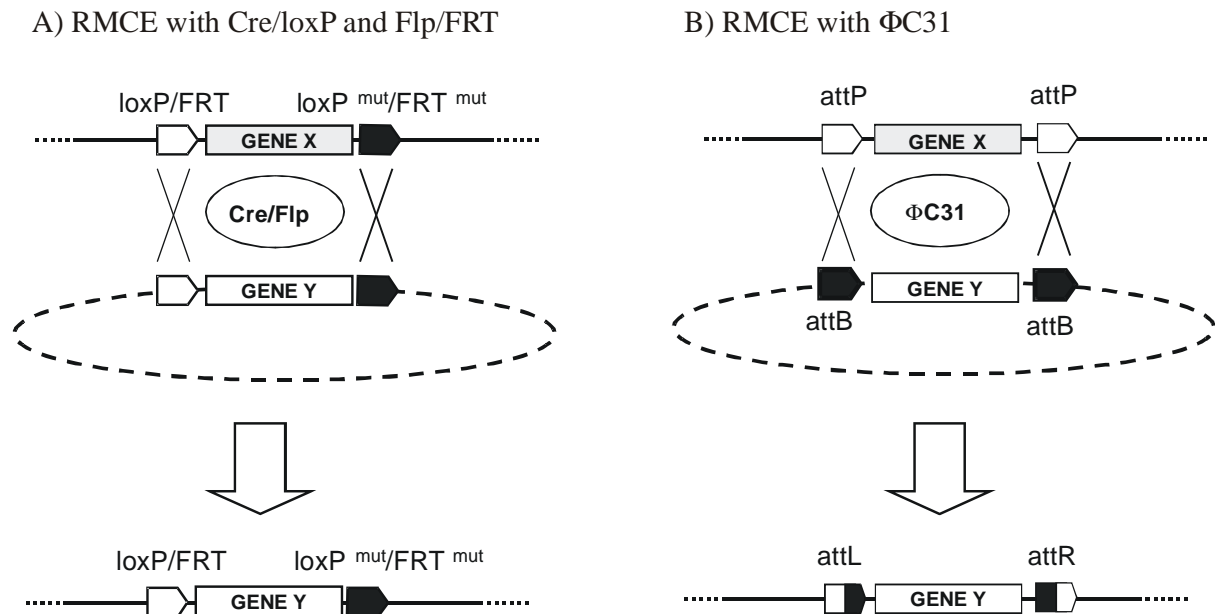 A) RMCE with Cre/loxP and Flp/FRT
loxP/FRT loxP mut/FRT mut
GENE X
Cre/Flp
GENE Y
loxP/FRT loxP mut/FRT mut
GENE Y
B) RMCE with ΦC31
attP attP
GENE X
ΦC31
GENE Y
attB attB
attL attR
GENE Y